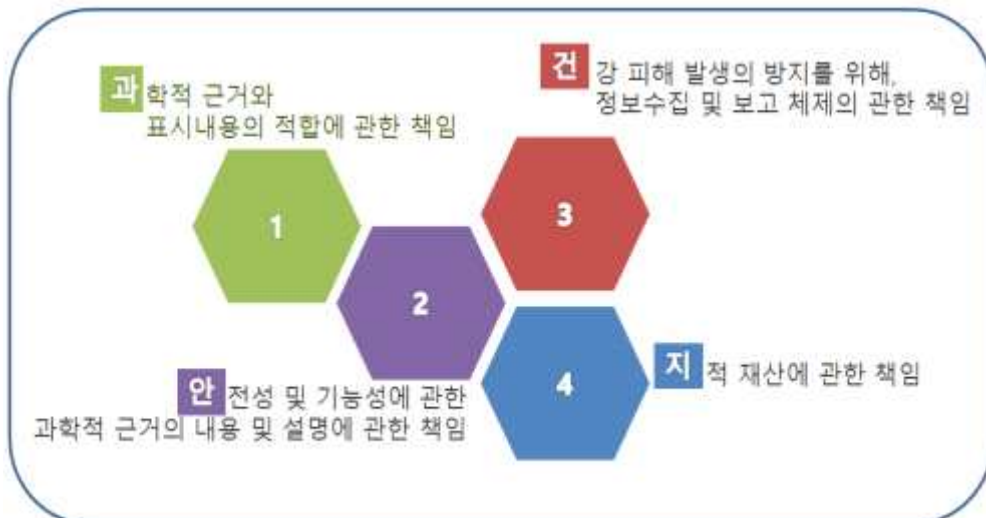 과학적 근거와
표시내용의 적합에 관한 책임
1
안전성 및 기능성에 관한
과학적 근거의 내용 및 설명에 관한 책임
2
건강 피해 발생의 방지를 위해,
정보수집 및 보고 체제의 관한 책임
3
지적 재산에 관한 책임
4